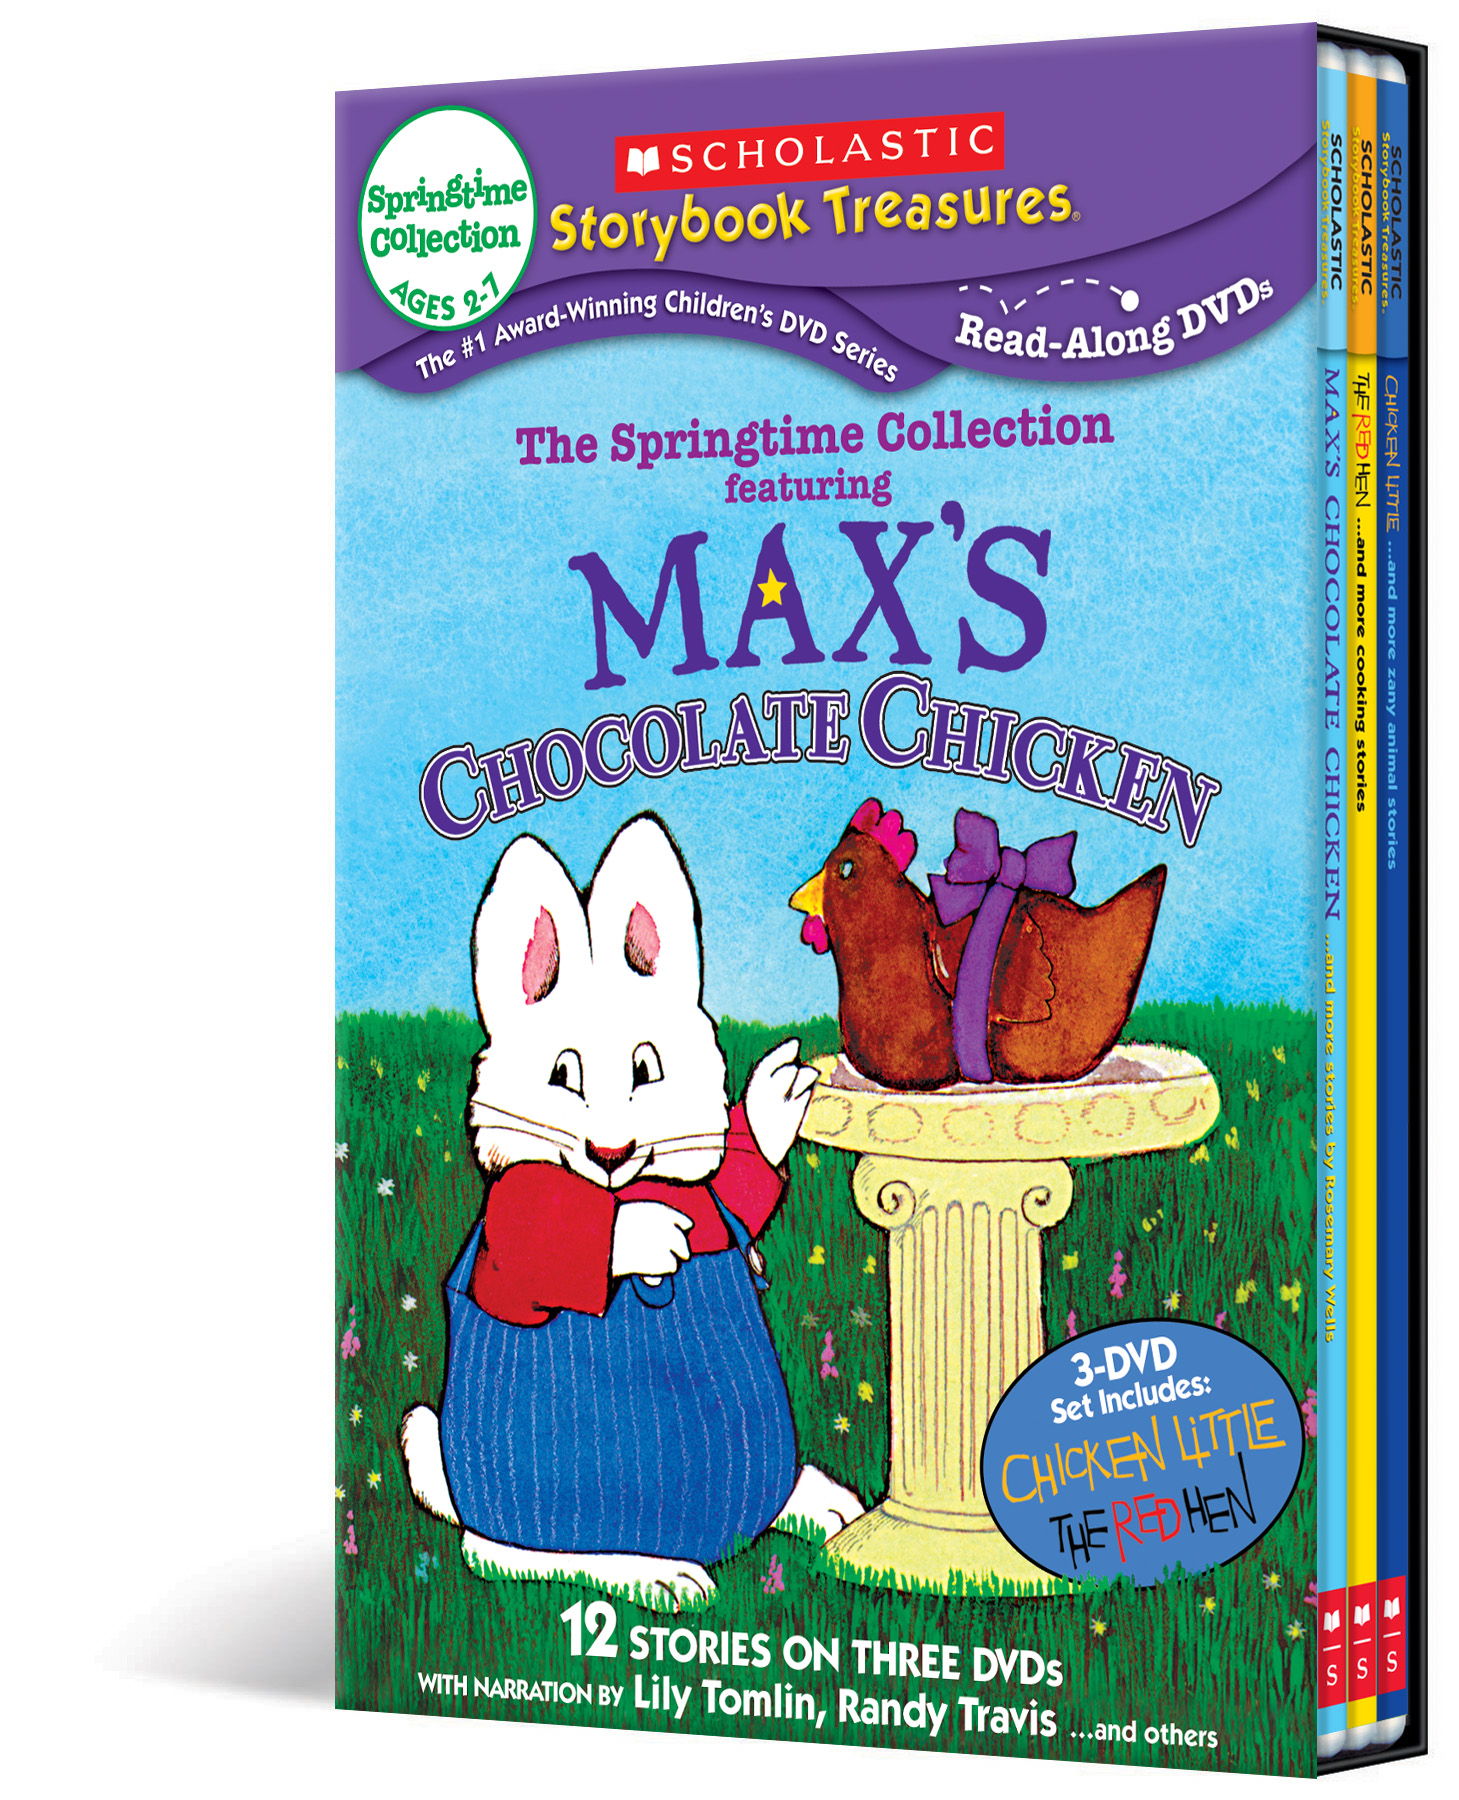 Springtime
Collection
AGES 2-7
SCHOLASTIC
Storybook Treasures®
The #1 Award-Winning Children's DVD Series
Read-Along DVDs
The Springtime Collection
featuring
MAX'S
CHOCOLATE CHICKEN
3-DVD
Set Includes:
CHICKEN LITTLE
THE RED HEN
12 STORIES ON THREE DVDs
WITH NARRATION BY Lily Tomlin, Randy Travis ...and others
SCHOLASTIC
Storybook Treasures®
MAX'S CHOCOLATE CHICKEN ...and more stories by Rosemary Wells
S
SCHOLASTIC
Storybook Treasures®
THE RED HEN ...and more cooking stories
S
SCHOLASTIC
Storybook Treasures®
CHICKEN LITTLE ...and more zany animal stories
S